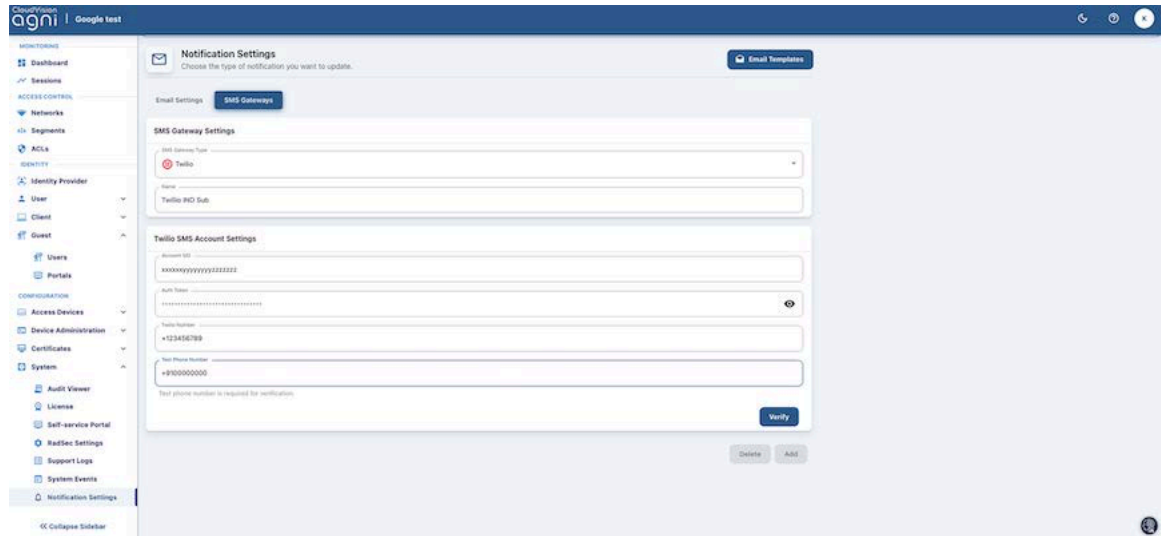 CloudVision
agni | Google test
K
MONITORING
Dashboard
Sessions
ACCESS CONTROL
Networks
Segments
ACLs
IDENTITY
Identity Provider
User
Client
Guest
Users
Portals
CONFIGURATION
Access Devices
Device Administration
Certificates
System
Audit Viewer
License
Self-service Portal
RadSec Settings
Support Logs
System Events
Notification Settings
Collapse Sidebar
Notification Settings
Choose the type of notification you want to update.
Email Templates
Email Settings
SMS Gateways
SMS Gateway Settings
SMS Gateway Type
Twilio
Name
Twilio IND Sub
Twilio SMS Account Settings
Account SID
Auth Token
Twilio Number
+123456789
Test Phone Number
+9100000000
Test phone number is required for verification.
Verify
Delete
Add